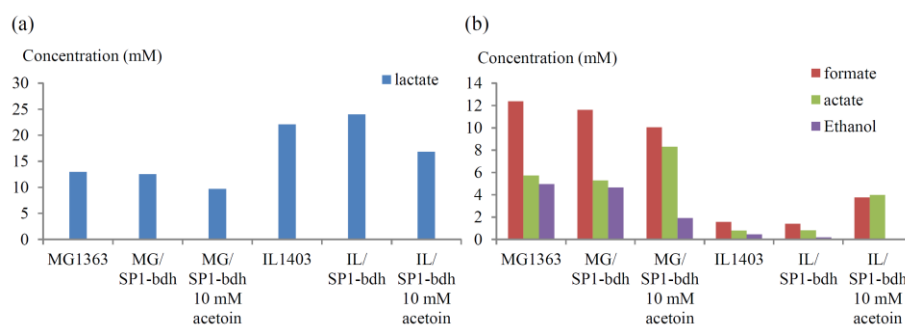 (a)
Concentration (mM)
lactate
30
25
20
15
10
5
0
MG1363
MG/
SP1-bdh
MG/
SP1-bdh
10 mM
acetoin
IL1403
IL/
SP1-bdh
IL/
SP1-bdh
10 mM
acetoin
(b)
Concentration (mM)
formate
actate
Ethanol
14
12
10
8
6
4
2
0
MG1363
MG/
SP1-bdh
MG/
SP1-bdh
10 mM
acetoin
IL1403
IL/
SP1-bdh
IL/
SP1-bdh
10 mM
acetoin